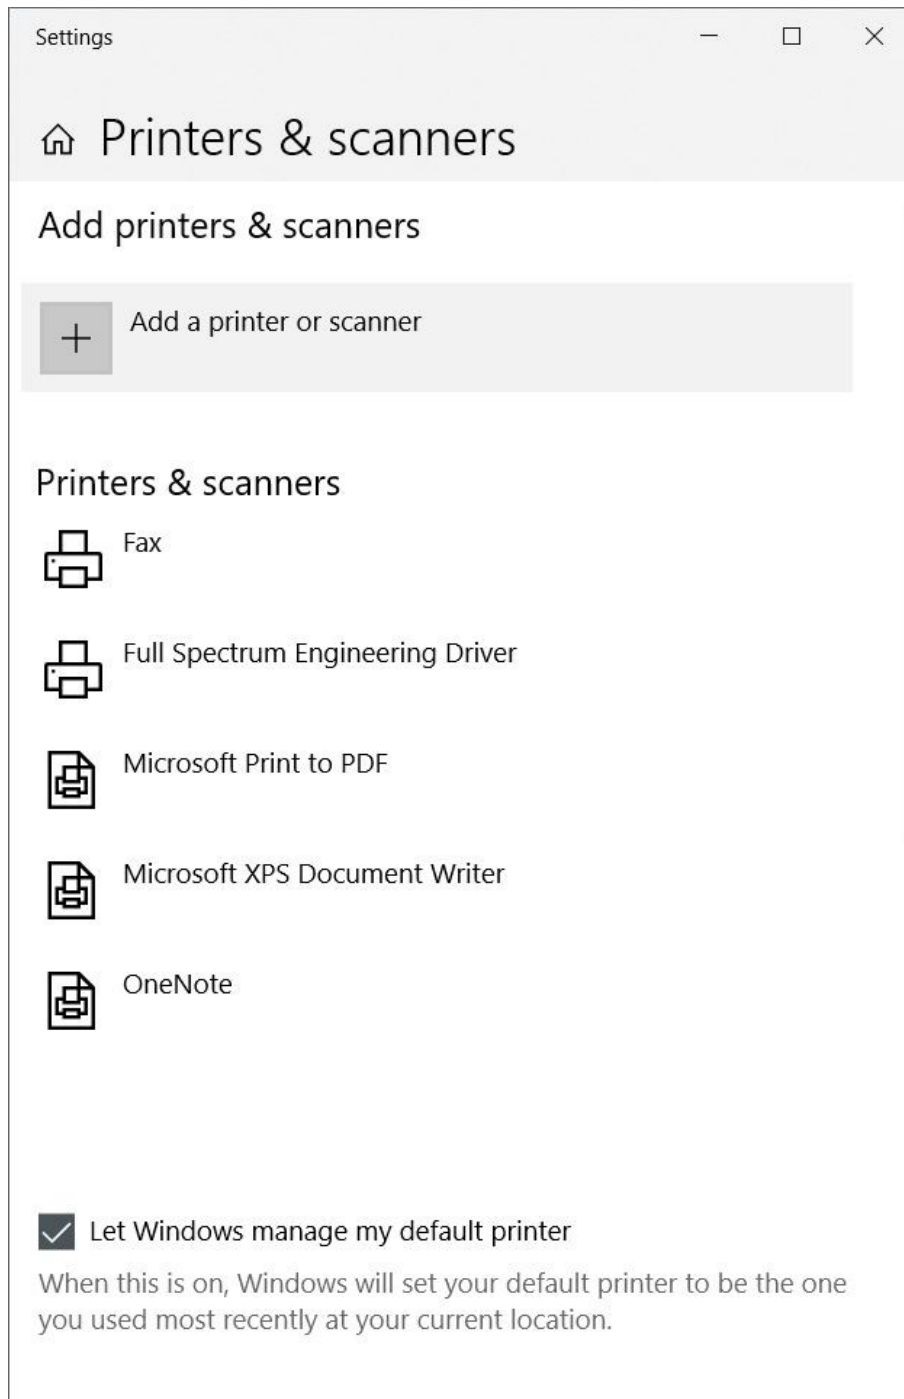 Settings
Printers & scanners
Add printers & scanners
Add a printer or scanner
Printers & scanners
Fax
Full Spectrum Engineering Driver
Microsoft Print to PDF
Microsoft XPS Document Writer
OneNote
Let Windows manage my default printer
When this is on, Windows will set your default printer to be the one
you used most recently at your current location.